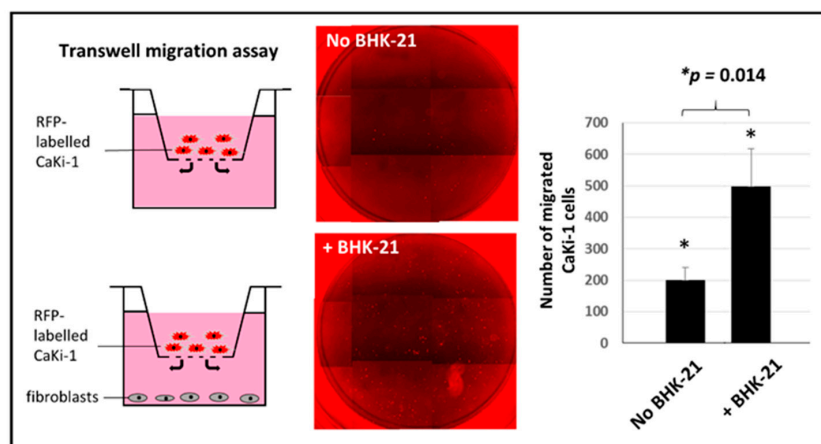 Transwell migration assay
RFP-
labelled
CaKi-1
RFP-
labelled
CaKi-1
fibroblasts
No BHK-21
+ BHK-21
*p = 0.014
Number of migrated
CaKi-1 cells
700
600
500
400
300
200
100
0
*
*
No BHK-21
+ BHK-21